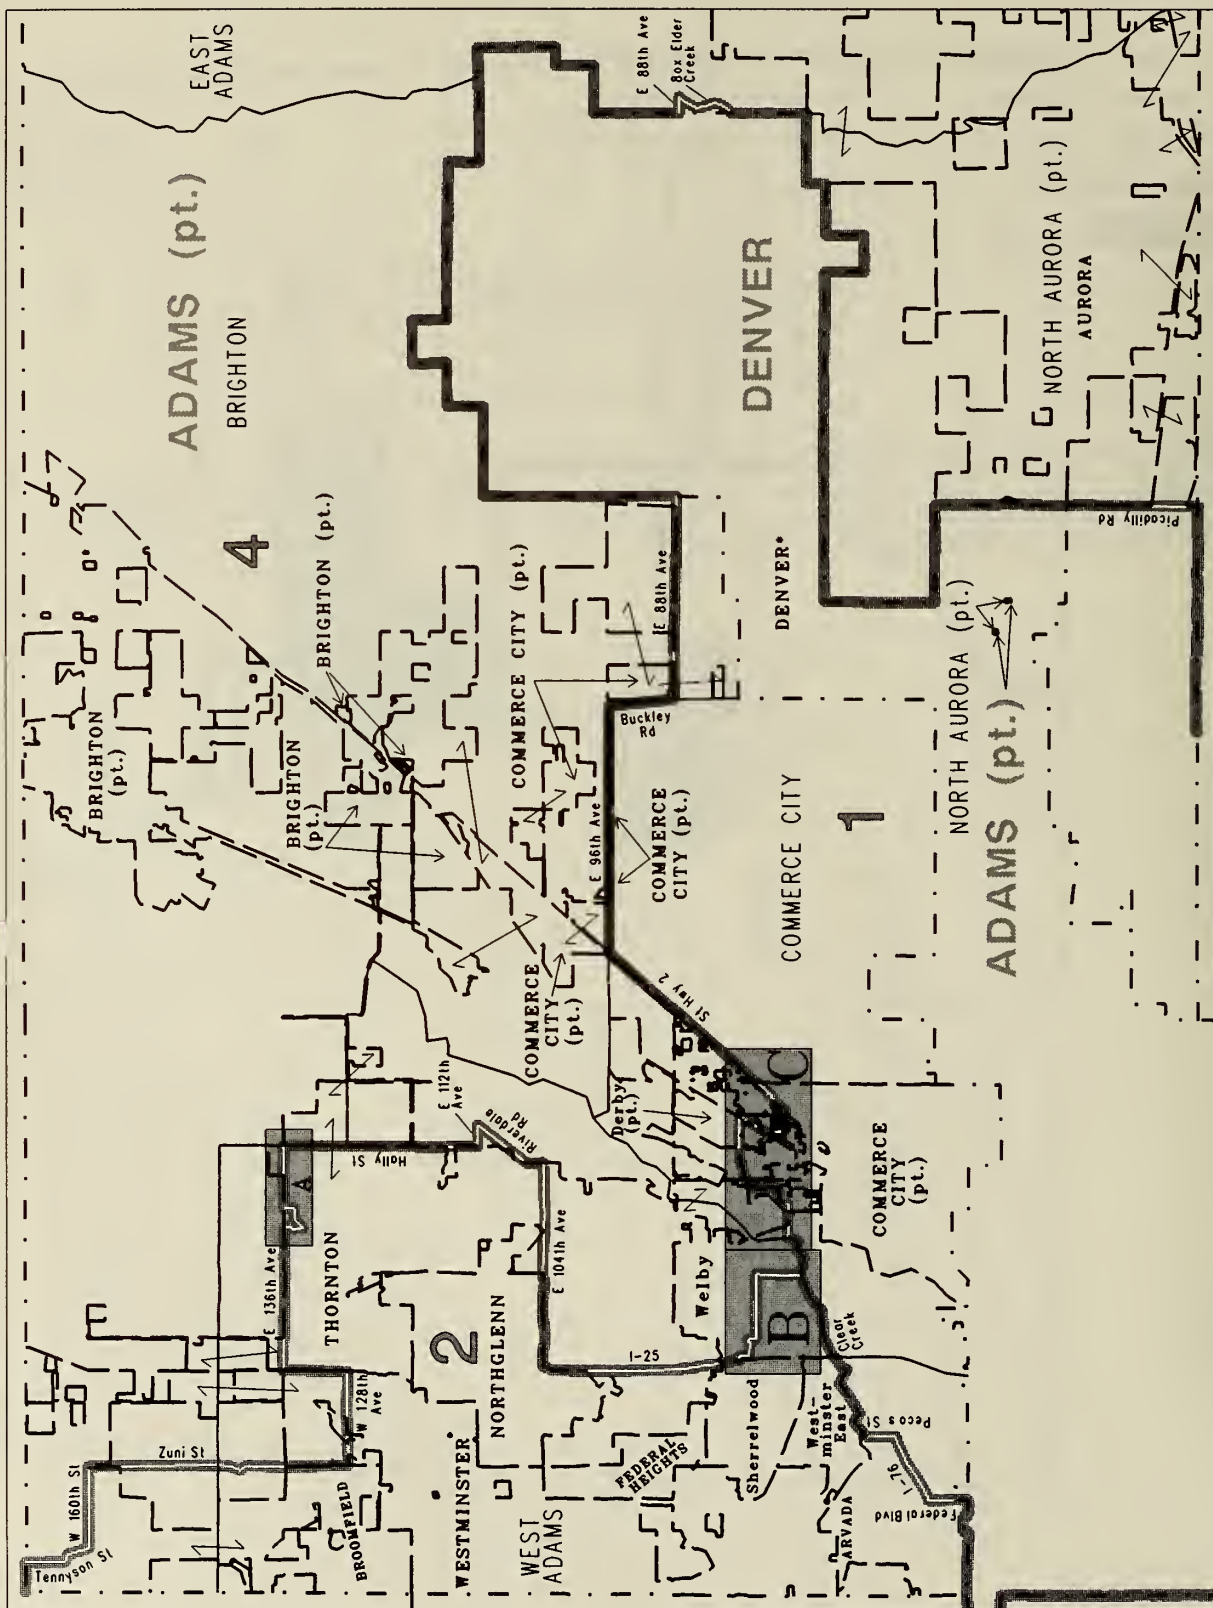 EAST
ADAMS
ADAMS (pt.)
BRIGHTON
4
BRIGHTON (pt.)
BRIGHTON
(pt.)
BRIGHTON
(pt.)
COMMERCE CITY (pt.)
E 88th Ave
Box Elder
Creek
DENVER
E 88th Ave
DENVER*
Buckley
Rd
E 96th Ave
COMMERCE
CITY (pt.)
COMMERCE
CITY
(pt.)
NORTH AURORA (pt.)
AURORA
Picadilly Rd
NORTH AURORA (pt.)
ADAMS (pt.)
COMMERCE CITY
1
St Hwy 2
Derby
(pt.)
C
COMMERCE
CITY
(pt.)
E 112th
Ave
Riverdale
Rd
Holly St
A
E 136th Ave
THORNTON
E 104th Ave
2
NORTHGLENN
Welby
B
I-25
Clear
Creek
W 128th
Ave
Zuni St
W 160th St
Tennyson St
BROOMFIELD
WESTMINSTER
WEST
ADAMS
FEDERAL
HEIGHTS
Sherrelwood
West-
minster
East
Pecos St
ARVADA
I-76
Federal Blvd